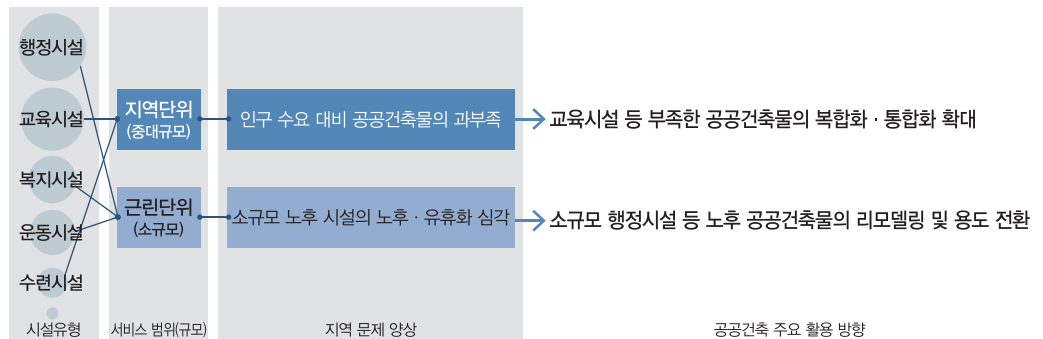 행정시설
교육시설
복지시설
운동시설
수련시설
시설유형
지역단위
(중대규모)
근린단위
(소규모)
서비스 범위(규모)
인구 수요 대비 공공건축물의 과부족
소규모 노후 시설의 노후 · 유휴화 심각
지역 문제 양상
교육시설 등 부족한 공공건축물의 복합화 · 통합화 확대
소규모 행정시설 등 노후 공공건축물의 리모델링 및 용도 전환
공공건축 주요 활용 방향